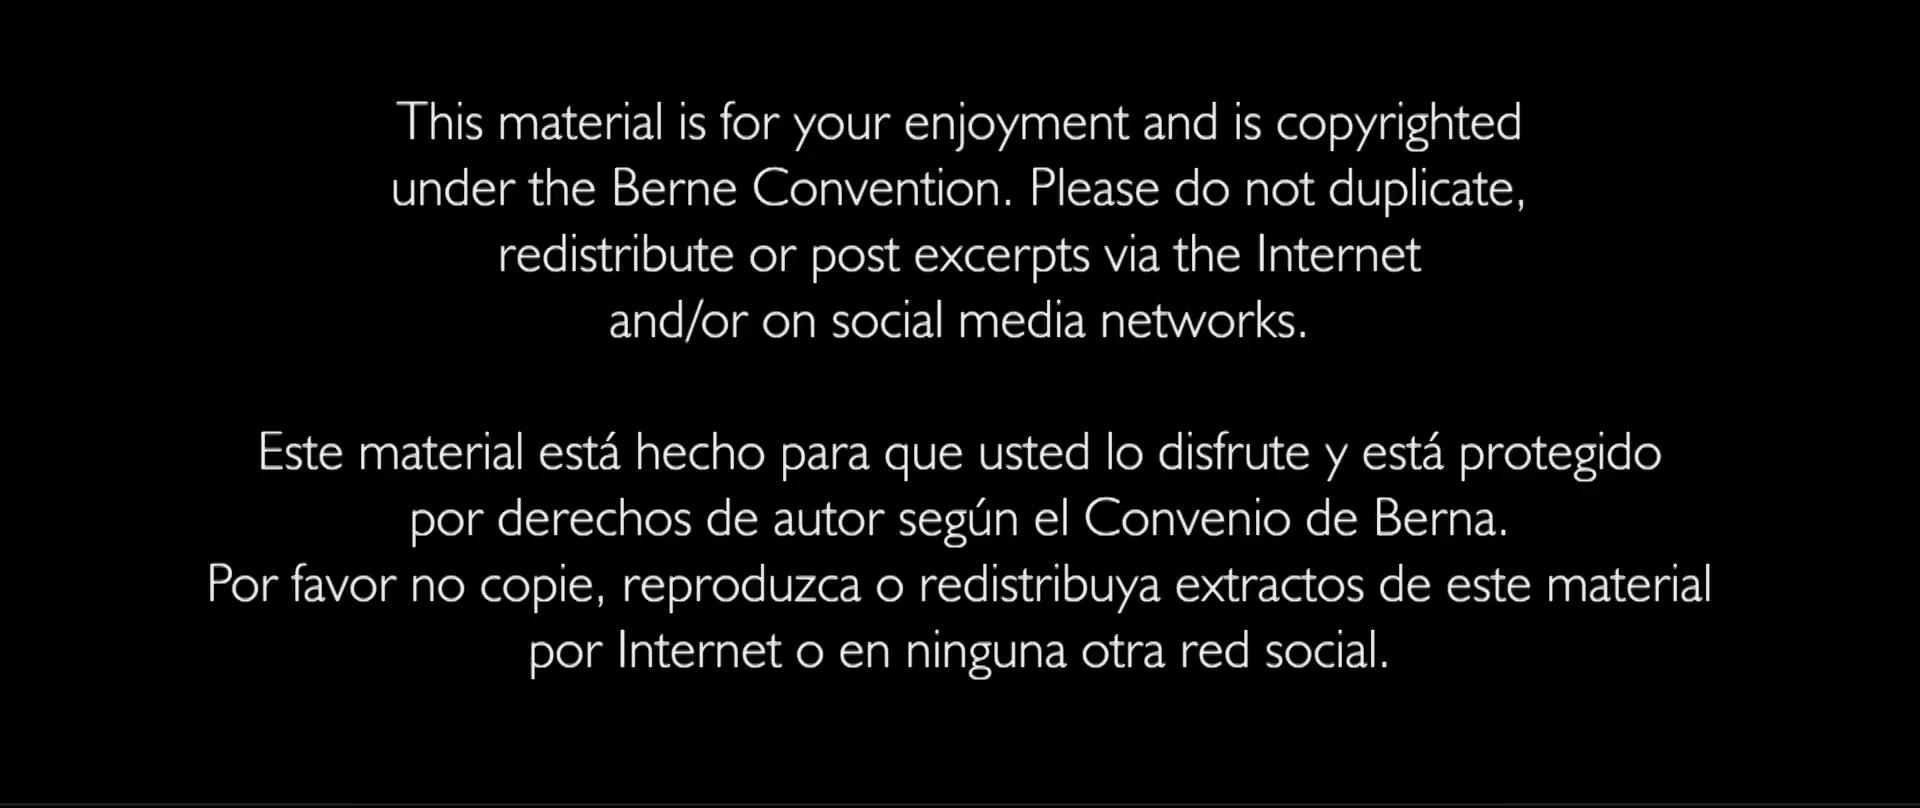 This material is for your enjoyment and is copyrighted
under the Berne Convention. Please do not duplicate,
redistribute or post excerpts via the Internet
and/or on social media networks.
Este material está hecho para que usted lo disfrute y está protegido
por derechos de autor según el Convenio de Berna.
Por favor no copie, reproduzca o redistribuya extractos de este material
por Internet o en ninguna otra red social.